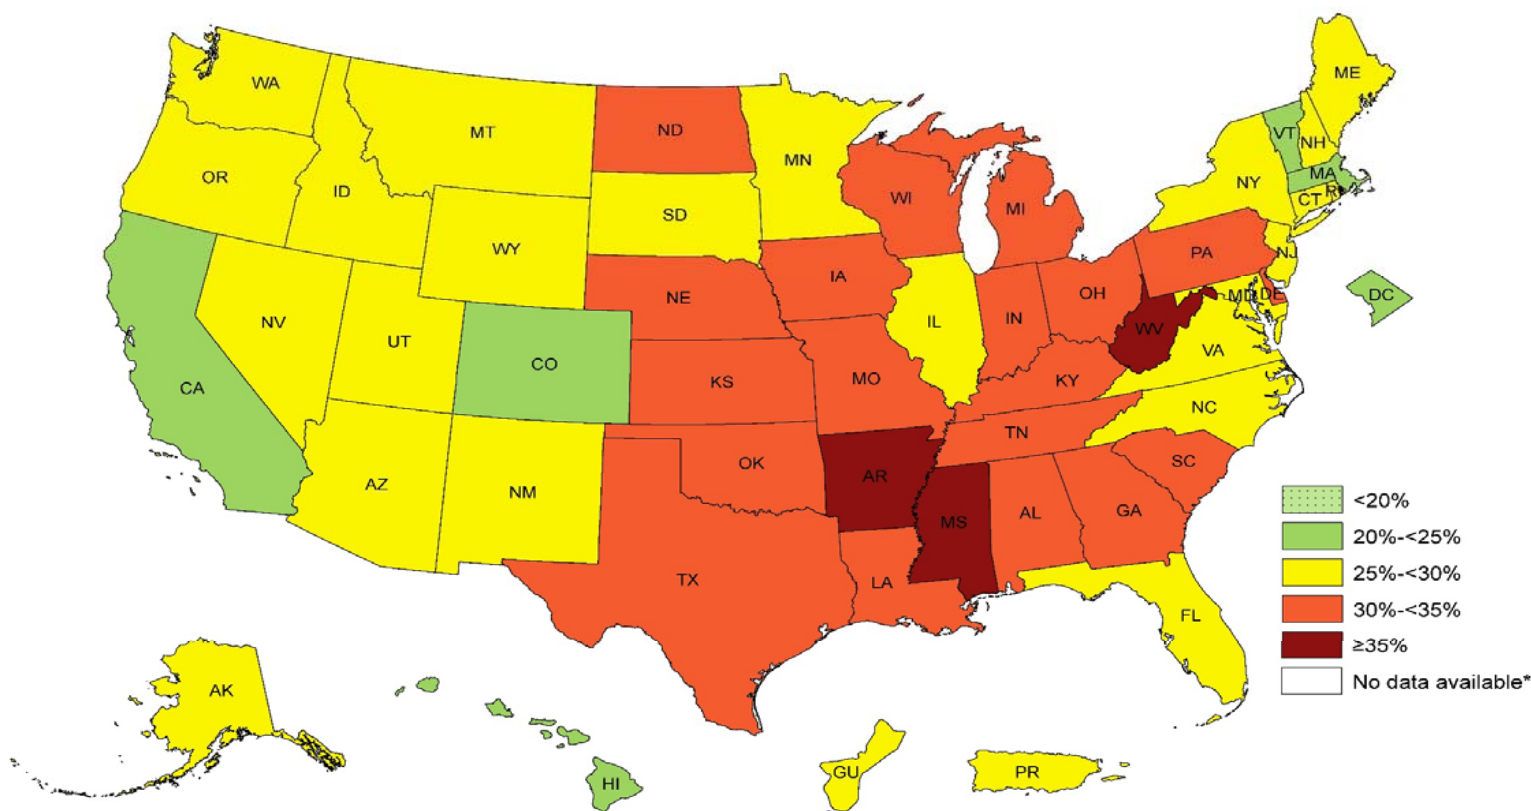 WA
MT
ND
MN
ME
VT
NH
OR
ID
SD
WI
MI
NY
MA
CT
WY
IA
NE
PA
NJ
NV
UT
CO
IL
IN
OH
MD
DE
DC
CA
KS
MO
KY
WV
VA
AZ
NM
OK
AR
TN
NC
SC
TX
LA
MS
AL
GA
FL
AK
HI
GU
PR
<20%
20%-<25%
25%-<30%
30%-<35%
≥35%
No data available*